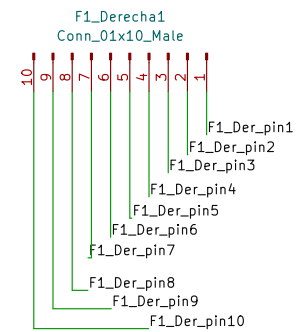 F1_Derecha1
Conn_01x10_Male
10 9 8 7 6 5 4 3 2 1
F1_Der_pin1
F1_Der_pin2
F1_Der_pin3
F1_Der_pin4
F1_Der_pin5
F1_Der_pin6
F1_Der_pin7
F1_Der_pin8
F1_Der_pin9
F1_Der_pin10